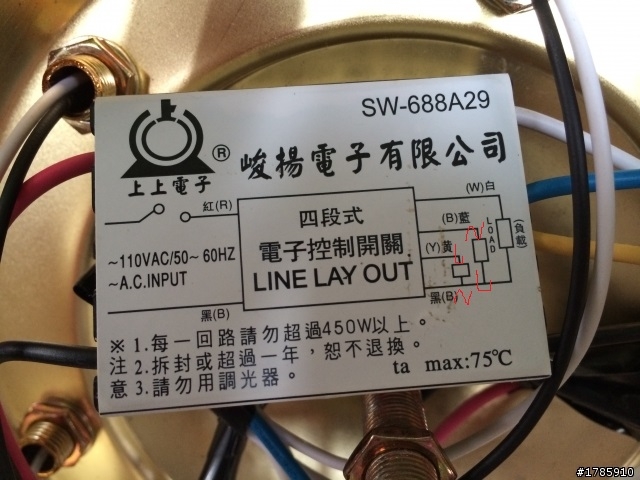 SW-688A29
® 峻揚電子有限公司
上上電子
紅(R)
~110VAC/50~60HZ
~A.C.INPUT
黑(B)
四段式
電子控制開關
LINE LAY OUT
(W)白
(B)藍
(Y)黃
黑(B)
LOAD
(負載)
N
L
L
N
※ 1.每一回路請勿超過450W以上。
注 2.拆封或超過一年，恕不退換。
意 3.請勿用調光器。
ta max:75℃
#1785910